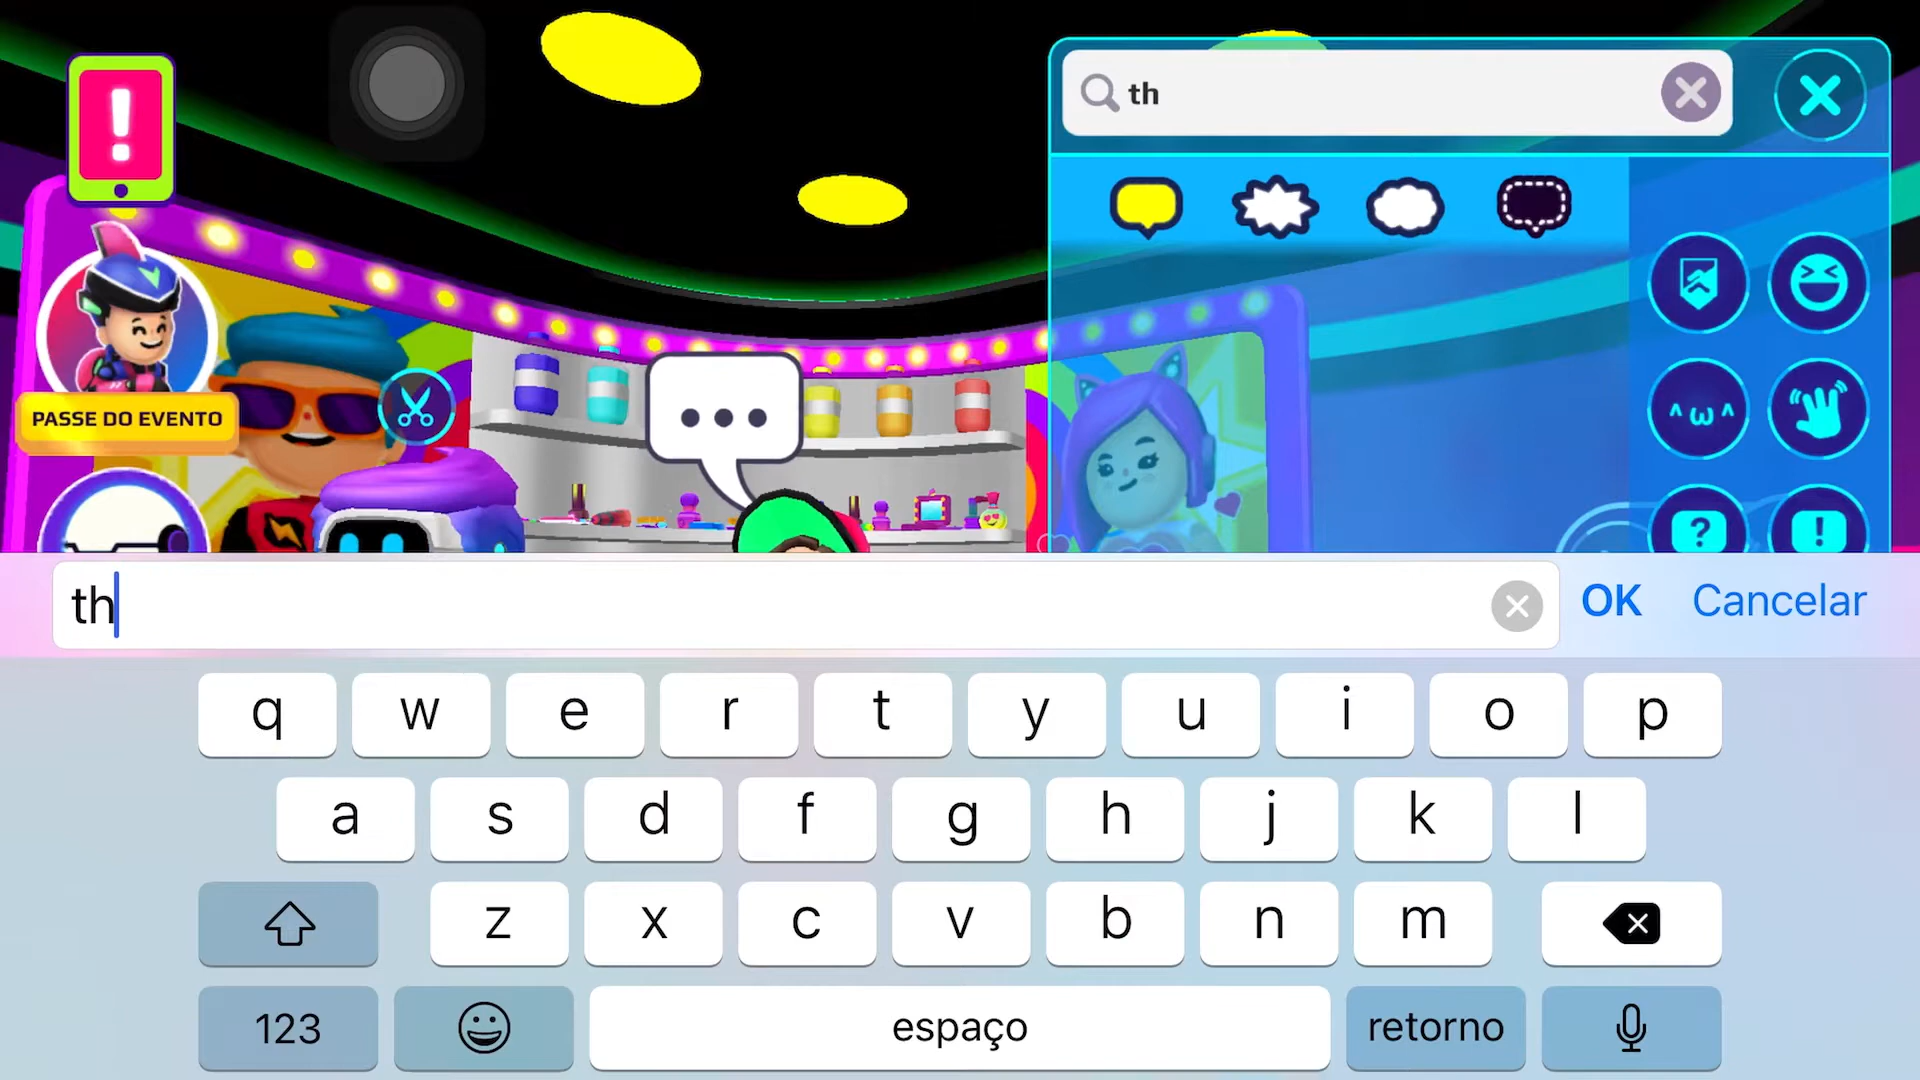 th
^ω^
?
!
PASSE DO EVENTO
th
OK
Cancelar
q w e r t y u i o p
a s d f g h j k l
z x c v b n m
123
espaço
retorno